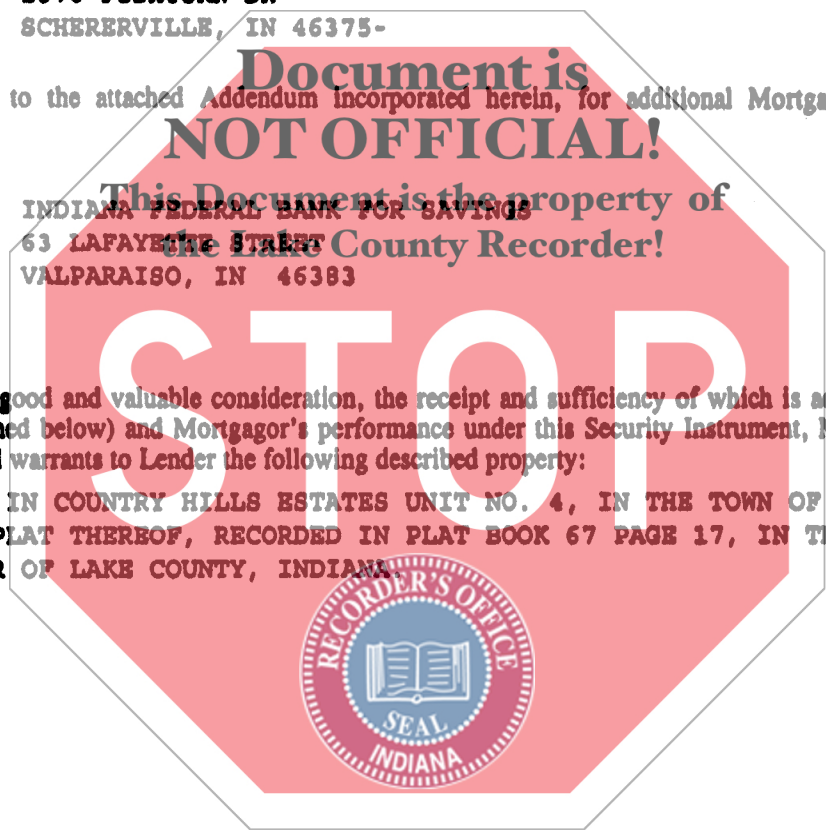 SCHERERVILLE, IN 46375-
Document is
to the attached Addendum incorporated herein, for additional Mortga
NOT OFFICIAL!
This Document is the property of
INDIANA FEDERAL BANK FOR SAVINGS
63 LAFAYETTE STREET
the Lake County Recorder!
VALPARAISO, IN 46383
STOP
good and valuable consideration, the receipt and sufficiency of which is a
ed below) and Mortgagor's performance under this Security Instrument,
warrants to Lender the following described property:
IN COUNTRY HILLS ESTATES UNIT NO. 4, IN THE TOWN OF
PLAT THEREOF, RECORDED IN PLAT BOOK 67 PAGE 17, IN T
R OF LAKE COUNTY, INDIANA.
RECORDER'S OFFICE
SEAL
INDIANA